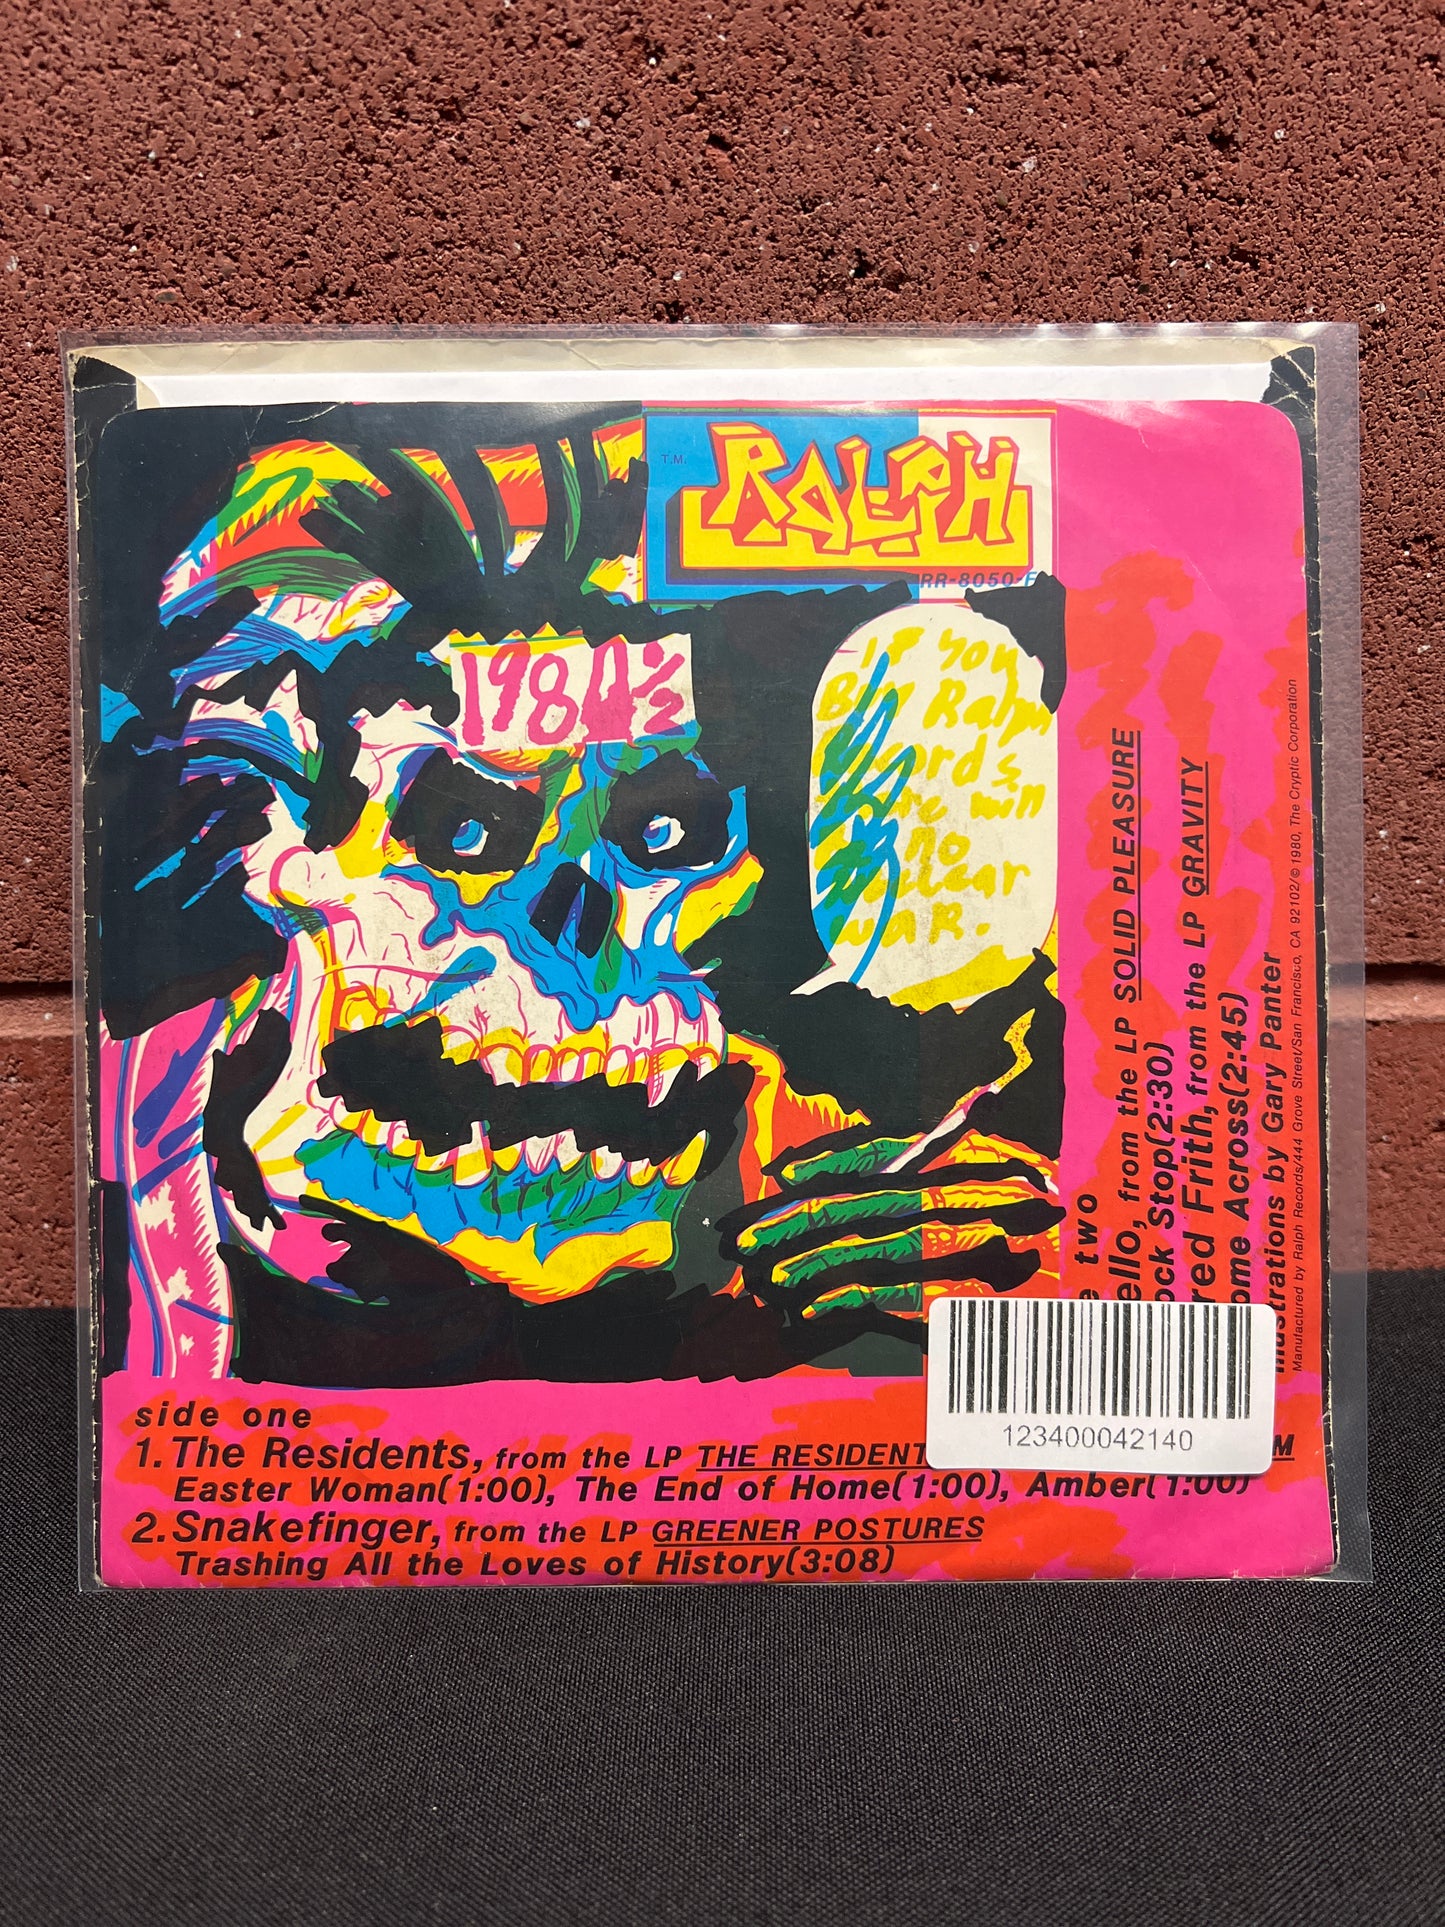 T.M.
RALPH
RR-8050-E
1980½
If you
Buy Ralph
Records
there will
no
nuclear
war.
side one
1. The Residents, from the LP THE RESIDENT
M
Easter Woman(1:00), The End of Home(1:00), Amber(1:00)
2. Snakefinger, from the LP GREENER POSTURES
Trashing All the Loves of History(3:08)
e two
ello, from the LP SOLID PLEASURE
ock Stop(2:30)
red Frith, from the LP GRAVITY
ome Across(2:45)
Illustrations by Gary Panter
Manufactured by Ralph Records/444 Grove Street/San Francisco, CA 94102/© 1980, The Cryptic Corporation
123400042140